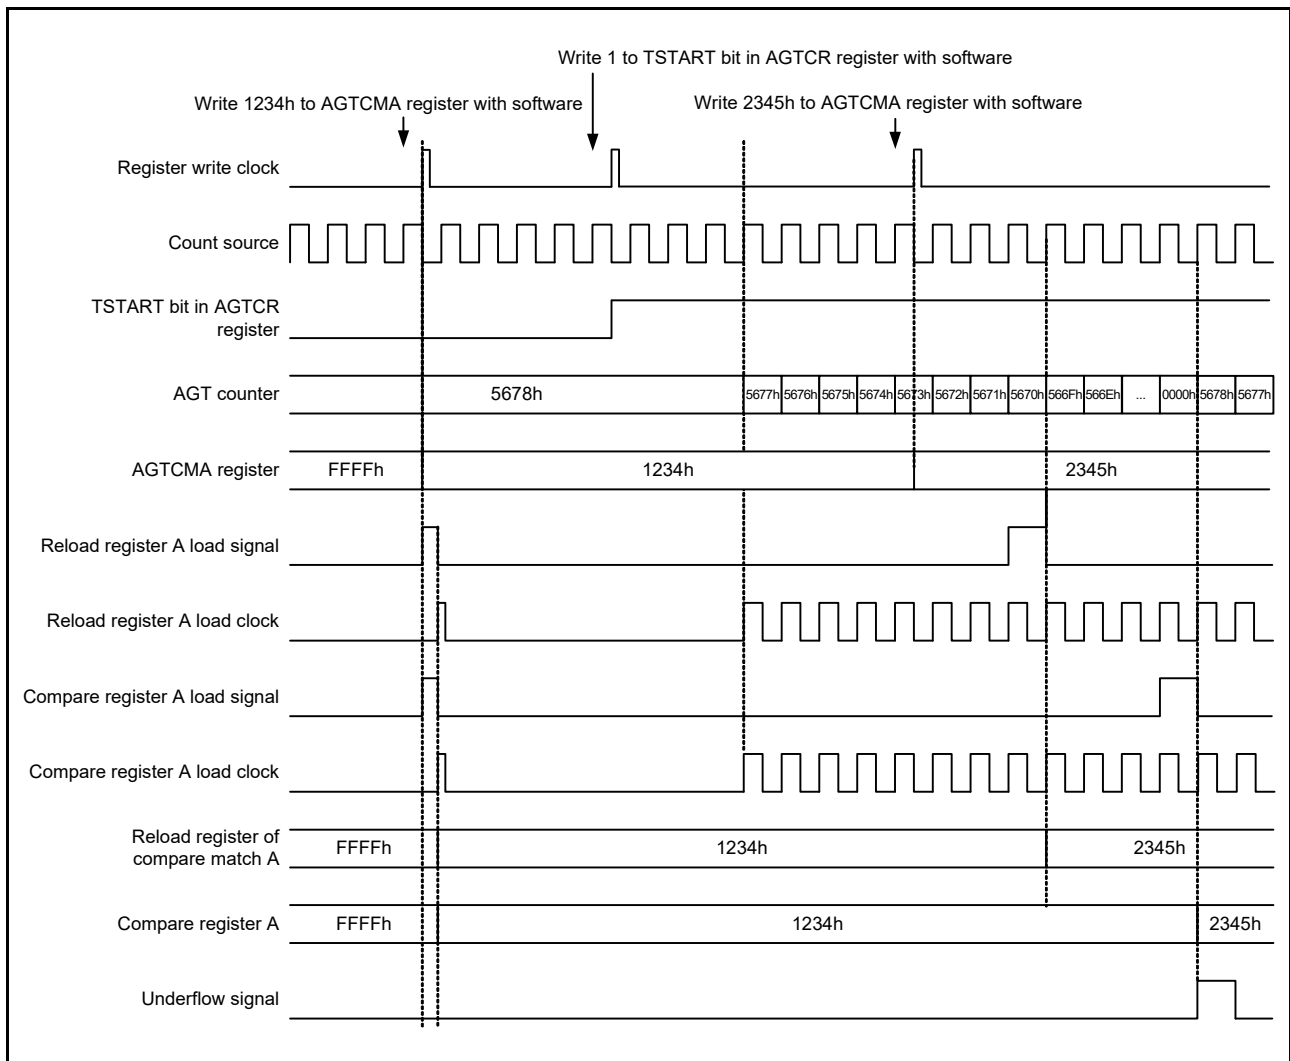 Write 1 to TSTART bit in AGTCR register with software
Write 1234h to AGTCMA register with software
Write 2345h to AGTCMA register with software
Register write clock
Count source
TSTART bit in AGTCR
register
AGT counter
5678h
5677h 5676h 5675h 5674h 5673h 5672h 5671h 5670h 566Fh 566Eh ... 0000h 5678h 5677h
AGTCMA register
FFFFh
1234h
2345h
Reload register A load signal
Reload register A load clock
Compare register A load signal
Compare register A load clock
Reload register of
compare match A
FFFFh
1234h
2345h
Compare register A
FFFFh
1234h
2345h
Underflow signal